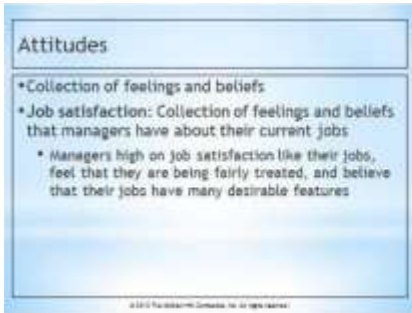 Attitudes
•Collection of feelings and beliefs
•Job satisfaction: Collection of feelings and beliefs
that managers have about their current jobs
• Managers high on job satisfaction like their jobs,
feel that they are being fairly treated, and believe
that their jobs have many desirable features